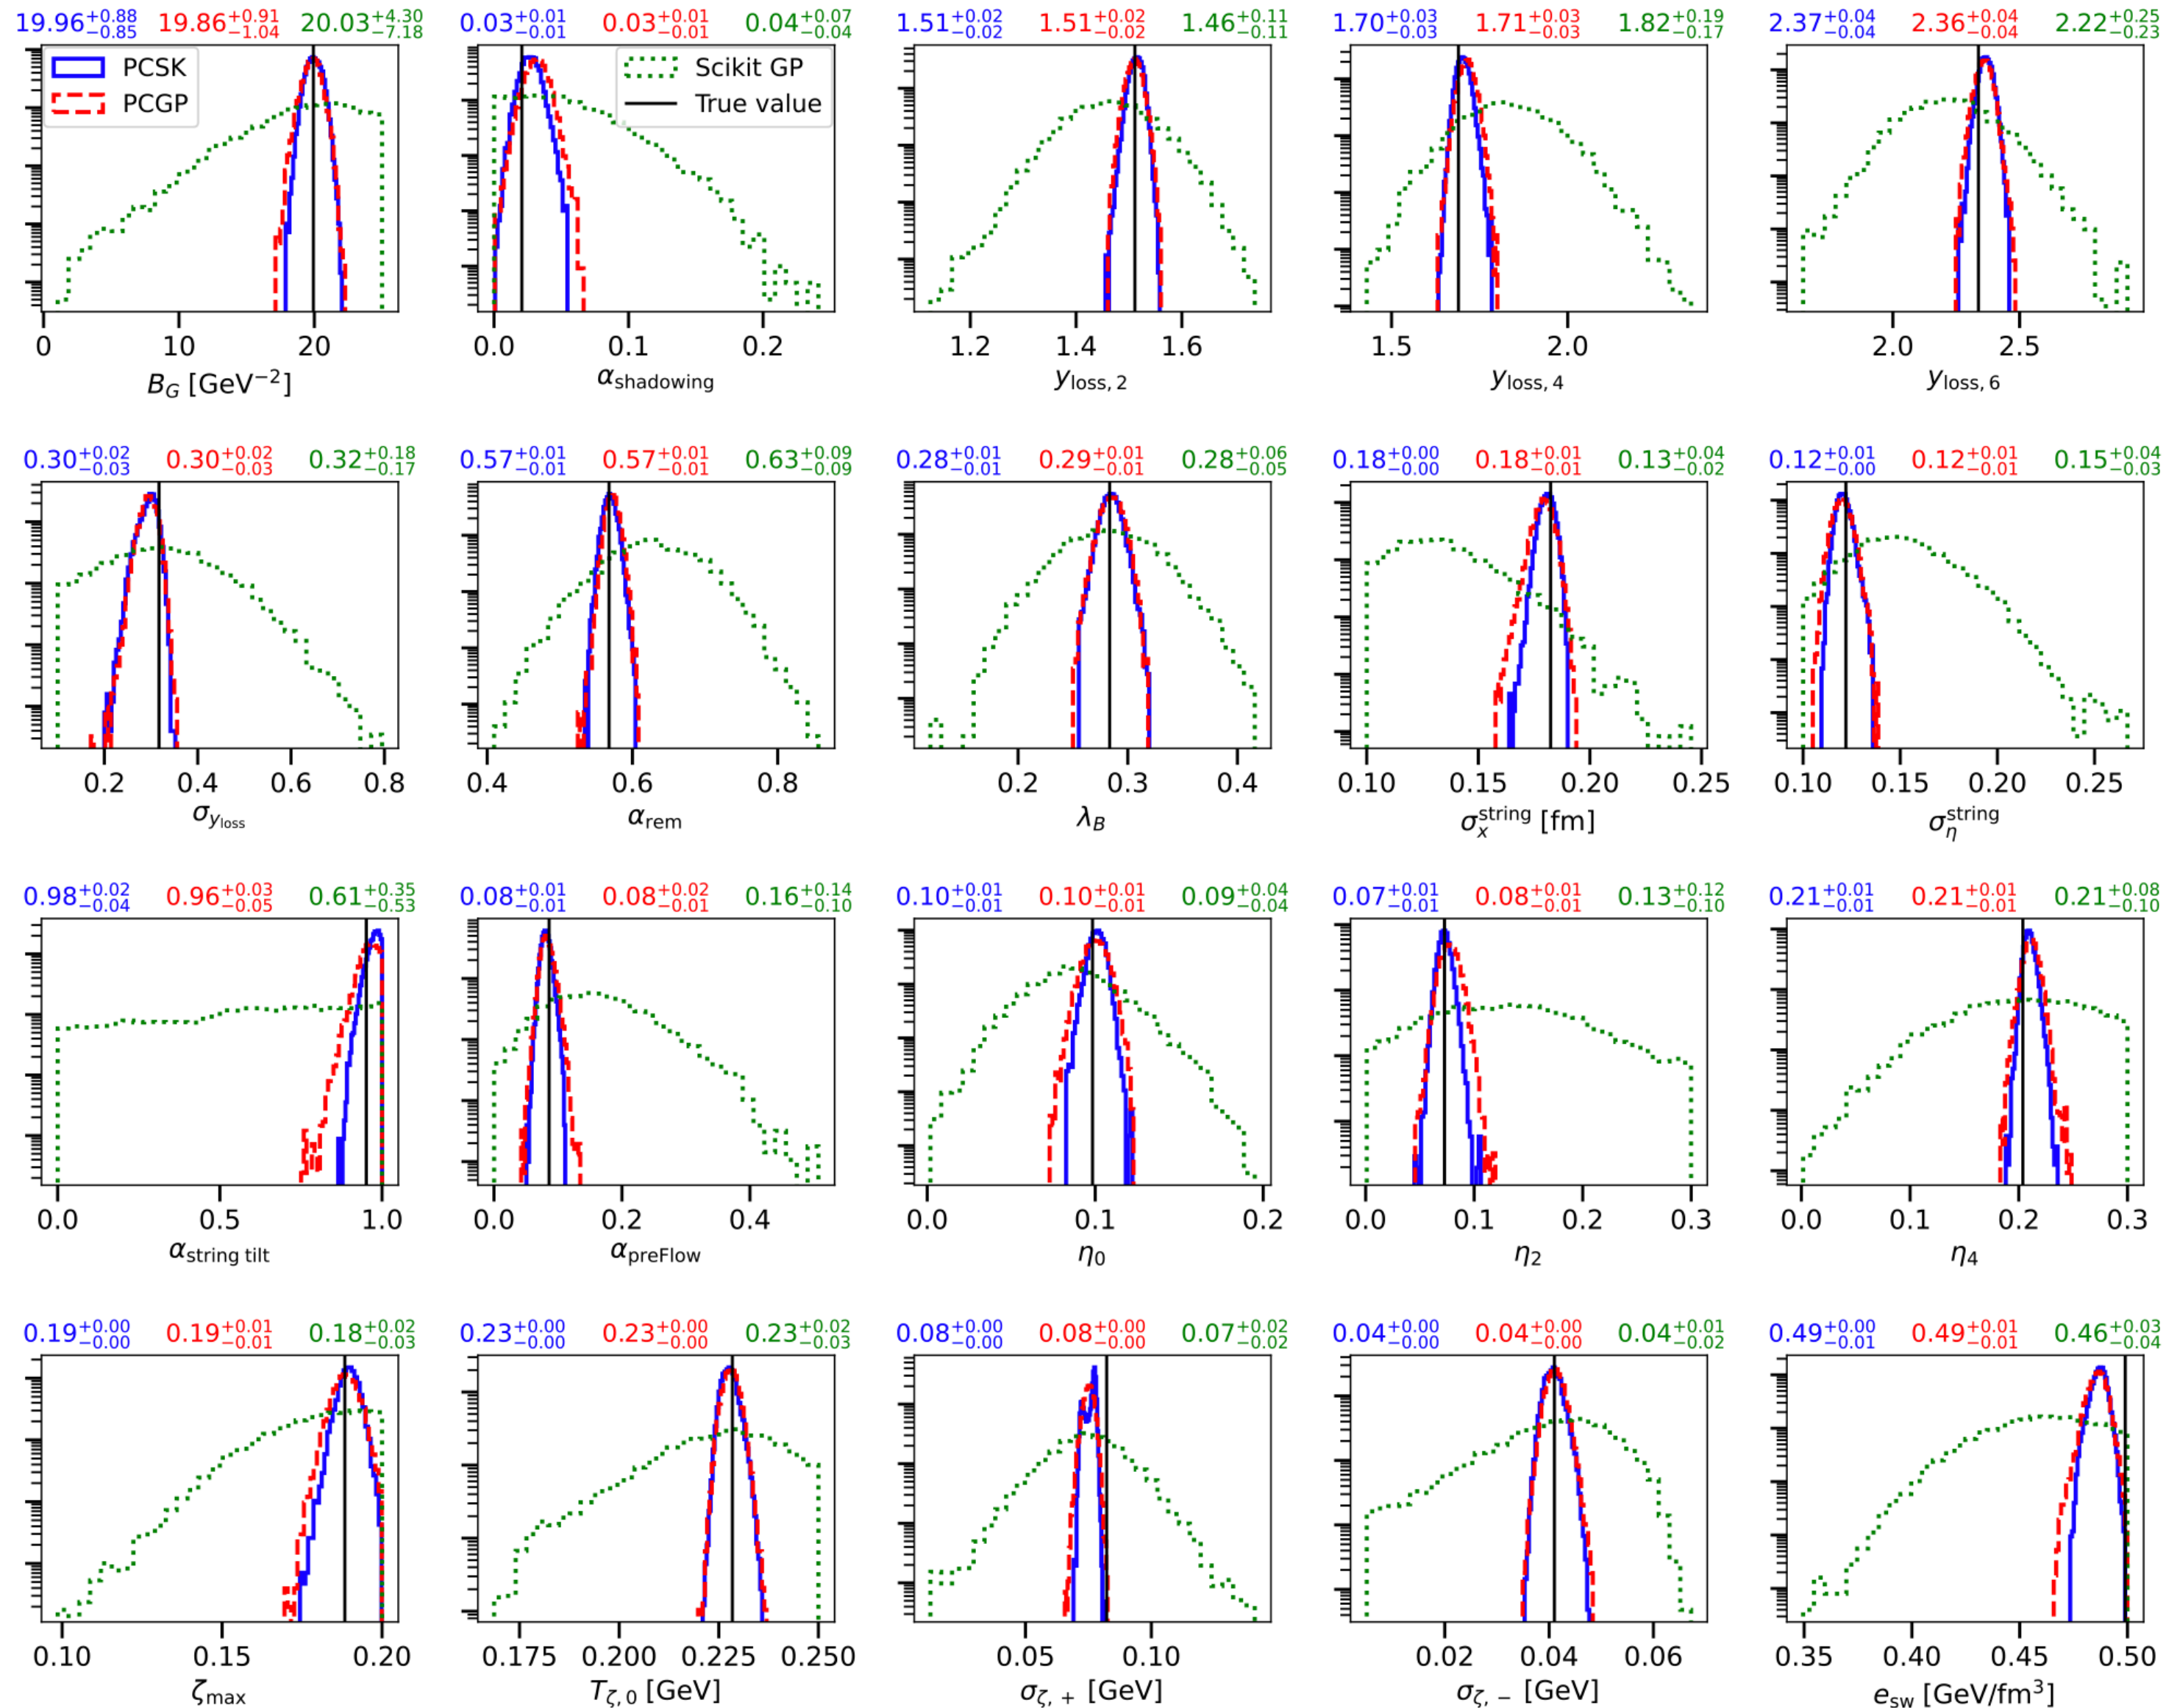 19.96+0.88−0.85 19.86+0.91−1.04 20.03+4.30−7.18 0.03+0.01−0.01 0.03+0.01−0.01 0.04+0.07−0.04 1.51+0.02−0.02 1.51+0.02−0.02 1.46+0.11−0.11 1.70+0.03−0.03 1.71+0.03−0.03 1.82+0.19−0.17 2.37+0.04−0.04 2.36+0.04−0.04 2.22+0.25−0.23
PCSK Scikit GP
PCGP True value
0 10 20 0.0 0.1 0.2 1.2 1.4 1.6 1.5 2.0 2.0 2.5
B_G [GeV−2] α_shadowing y_loss, 2 y_loss, 4 y_loss, 6
0.30+0.02−0.03 0.30+0.02−0.03 0.32+0.18−0.17 0.57+0.01−0.01 0.57+0.01−0.01 0.63+0.09−0.09 0.28+0.01−0.01 0.29+0.01−0.01 0.28+0.06−0.05 0.18+0.00−0.00 0.18+0.01−0.01 0.13+0.04−0.02 0.12+0.01−0.00 0.12+0.01−0.01 0.15+0.04−0.03
0.2 0.4 0.6 0.8 0.4 0.6 0.8 0.2 0.3 0.4 0.10 0.15 0.20 0.25 0.10 0.15 0.20 0.25
σ_y_loss α_rem λ_B σ_x^string [fm] σ_η^string
0.98+0.02−0.04 0.96+0.03−0.05 0.61+0.35−0.53 0.08+0.01−0.01 0.08+0.02−0.01 0.16+0.14−0.10 0.10+0.01−0.01 0.10+0.01−0.01 0.09+0.04−0.04 0.07+0.01−0.01 0.08+0.01−0.01 0.13+0.12−0.10 0.21+0.01−0.01 0.21+0.01−0.01 0.21+0.08−0.10
0.0 0.5 1.0 0.0 0.2 0.4 0.0 0.1 0.2 0.0 0.1 0.2 0.3 0.0 0.1 0.2 0.3
α_string tilt α_preFlow η_0 η_2 η_4
0.19+0.00−0.00 0.19+0.01−0.01 0.18+0.02−0.03 0.23+0.00−0.00 0.23+0.00−0.00 0.23+0.02−0.03 0.08+0.00−0.00 0.08+0.00−0.00 0.07+0.02−0.02 0.04+0.00−0.00 0.04+0.00−0.00 0.04+0.01−0.02 0.49+0.00−0.01 0.49+0.01−0.01 0.46+0.03−0.04
0.10 0.15 0.20 0.175 0.200 0.225 0.250 0.05 0.10 0.02 0.04 0.06 0.35 0.40 0.45 0.50
ζ_max T_ζ, 0 [GeV] σ_ζ, + [GeV] σ_ζ, − [GeV] e_sw [GeV/fm3]